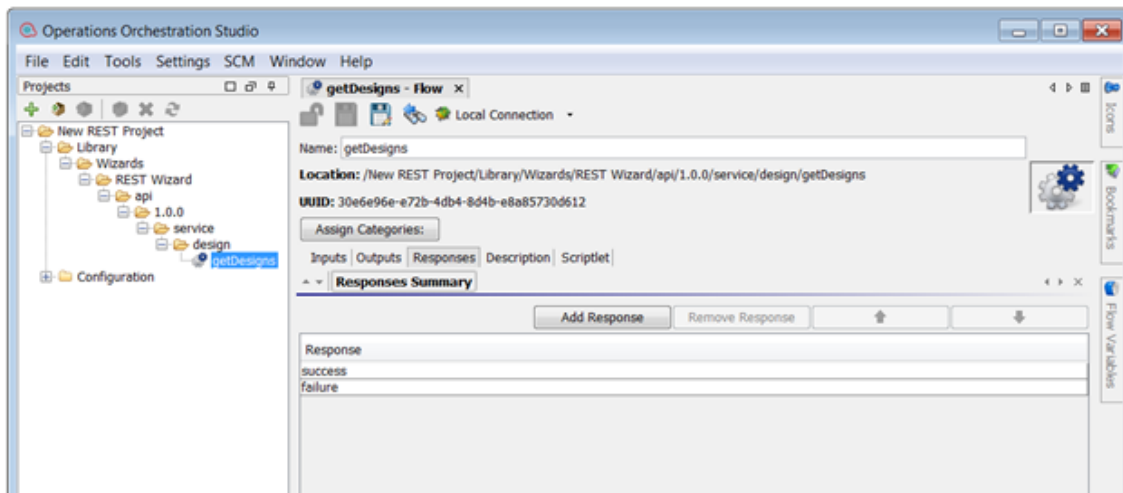 Operations Orchestration Studio
File Edit Tools Settings SCM Window Help
Projects
New REST Project
Library
Wizards
REST Wizard
api
1.0.0
service
design
getDesigns
Configuration
getDesigns - Flow
Local Connection
Name: getDesigns
Location: /New REST Project/Library/Wizards/REST Wizard/api/1.0.0/service/design/getDesigns
UUID: 30e6e96e-e72b-4db4-8d4b-e8a85730d612
Assign Categories:
Inputs Outputs Responses Description Scriptlet
Responses Summary
Add Response Remove Response
Response
success
failure
Icons
Bookmarks
Flow Variables